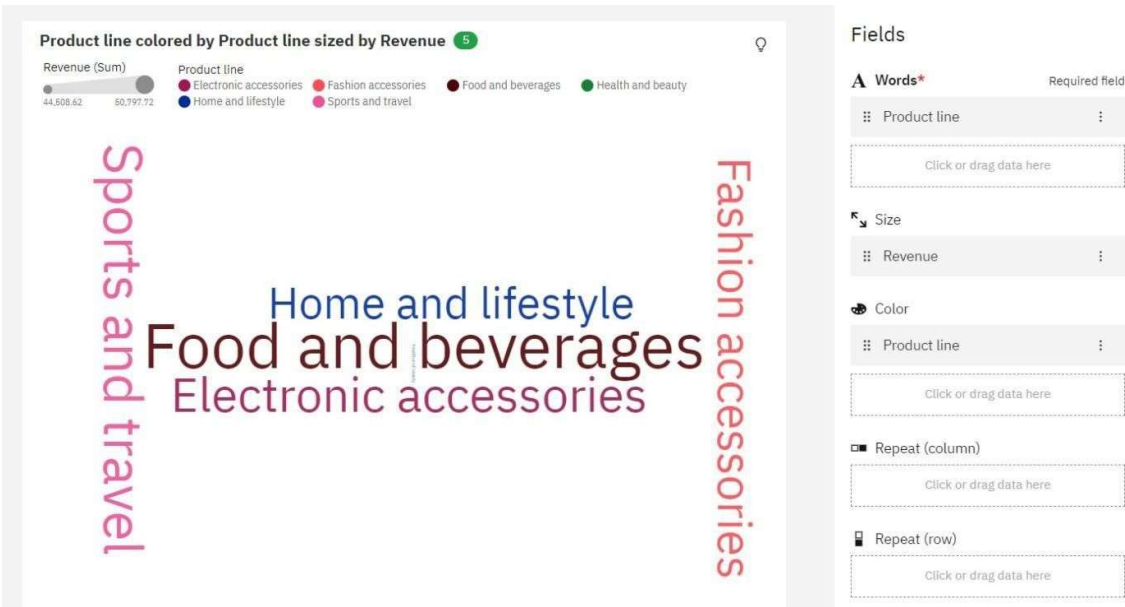 Product line colored by Product line sized by Revenue 5
Revenue (Sum)
44,608.62 50,797.72
Product line
Electronic accessories Fashion accessories Food and beverages Health and beauty
Home and lifestyle Sports and travel
Sports and travel
Home and lifestyle
Food and beverages
Electronic accessories
Fashion accessories
Fields
A Words* Required field
Product line
Click or drag data here
Size
Revenue
Color
Product line
Click or drag data here
Repeat (column)
Click or drag data here
Repeat (row)
Click or drag data here